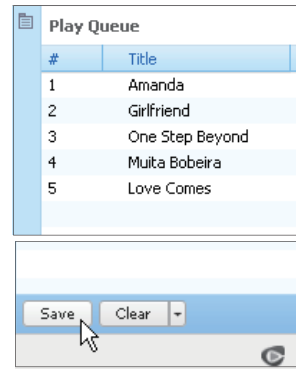 Play Queue
# Title
1 Amanda
2 Girlfriend
3 One Step Beyond
4 Muita Bobeira
5 Love Comes
Save Clear